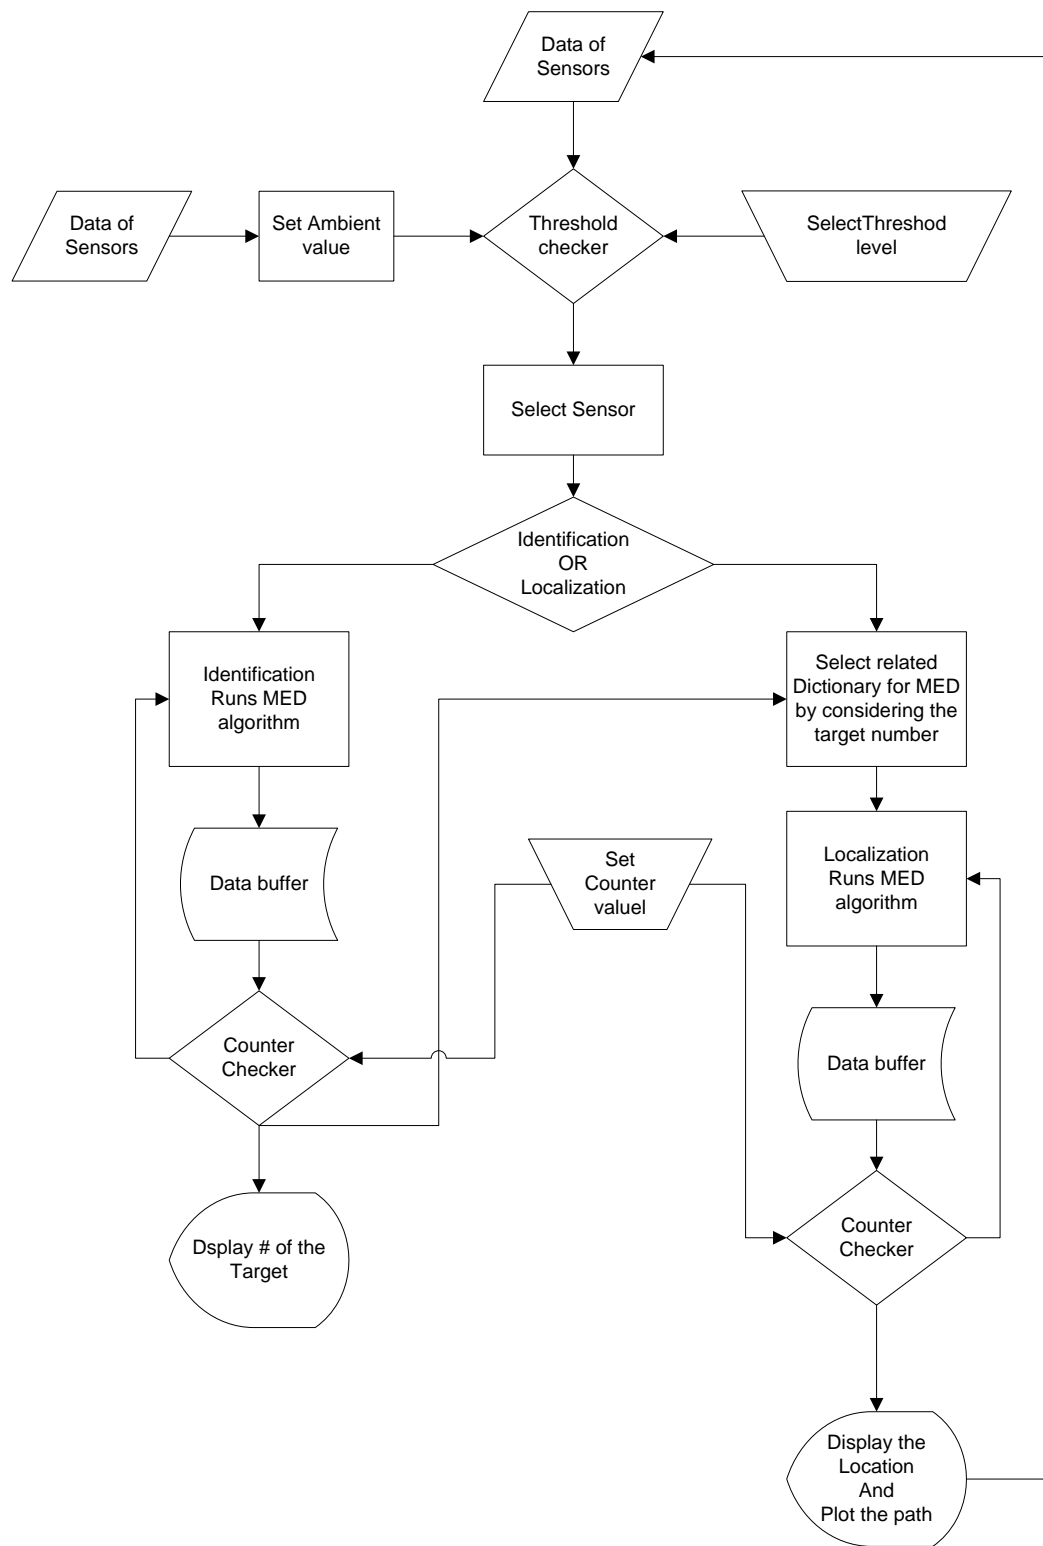 Data of
Sensors
Data of
Sensors
Set Ambient
value
Threshold
checker
SelectThreshod
level
Select Sensor
Identification
OR
Localization
Identification
Runs MED
algorithm
Select related
Dictionary for MED
by considering the
target number
Data buffer
Set
Counter
valuel
Localization
Runs MED
algorithm
Counter
Checker
Data buffer
Dsplay # of the
Target
Counter
Checker
Display the
Location
And
Plot the path